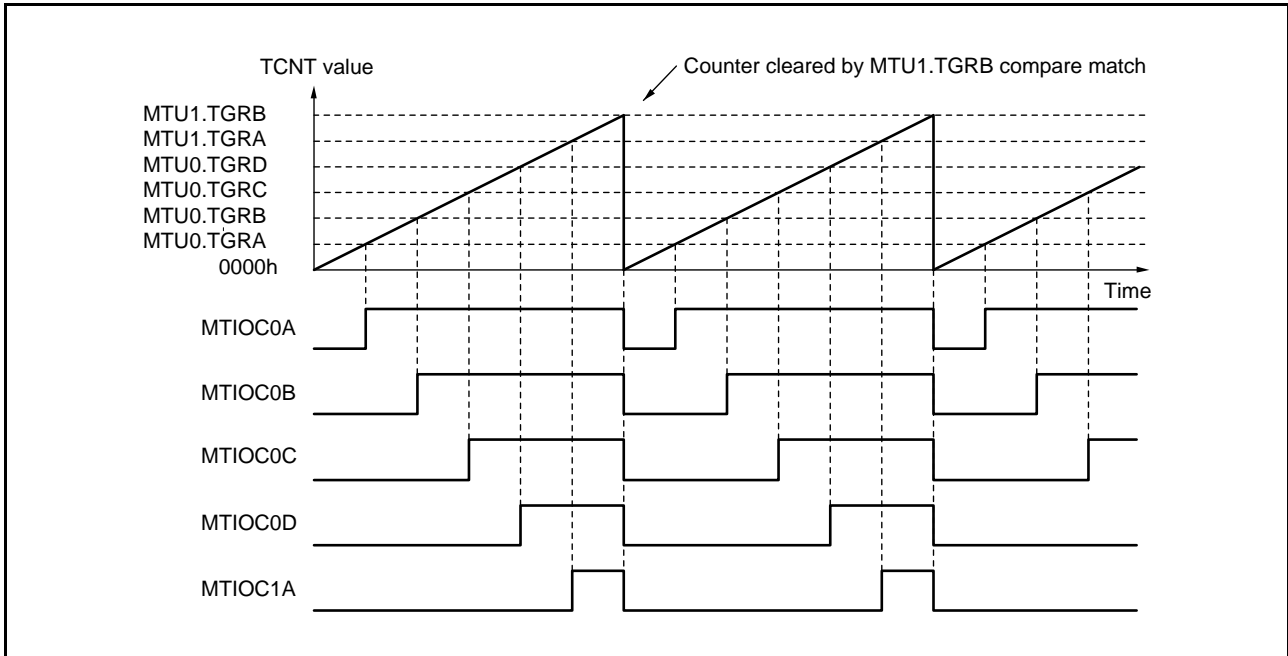 TCNT value
Counter cleared by MTU1.TGRB compare match
MTU1.TGRB
MTU1.TGRA
MTU0.TGRD
MTU0.TGRC
MTU0.TGRB
MTU0.TGRA
0000h
Time
MTIOC0A
MTIOC0B
MTIOC0C
MTIOC0D
MTIOC1A